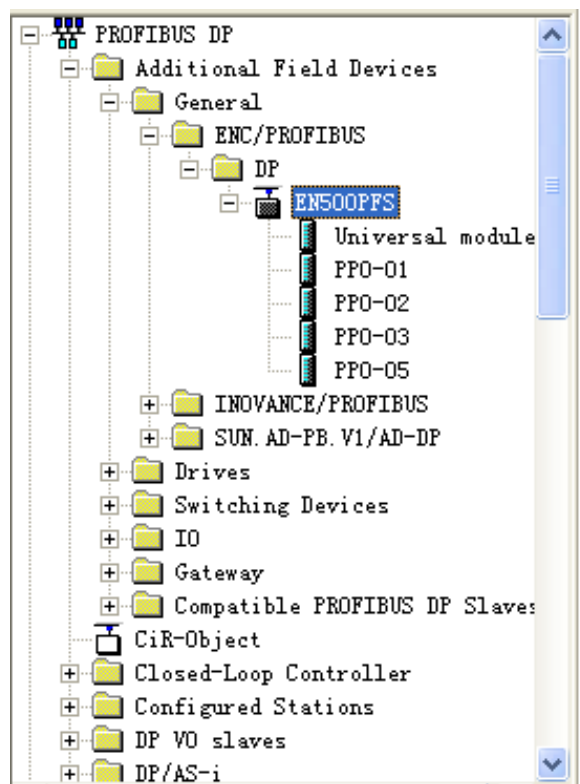 PROFIBUS DP
Additional Field Devices
General
ENC/PROFIBUS
DP
EN500PFS
Universal module
PPO-01
PPO-02
PPO-03
PPO-05
INOVANCE/PROFIBUS
SUN.AD-PB.V1/AD-DP
Drives
Switching Devices
IO
Gateway
Compatible PROFIBUS DP Slaves
CiR-Object
Closed-Loop Controller
Configured Stations
DP V0 slaves
DP/AS-i